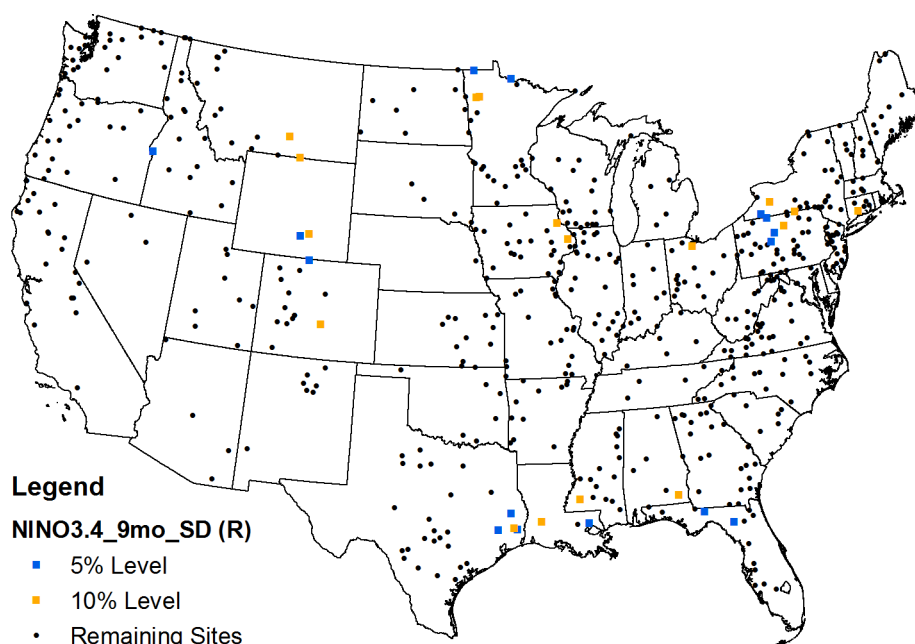 Legend
NINO3.4_9mo_SD (R)
5% Level
10% Level
Remaining Sites